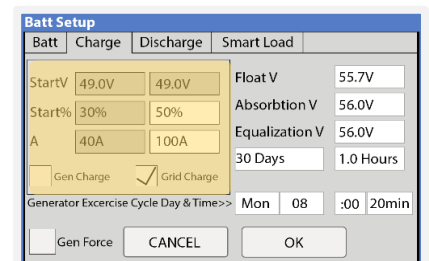 Batt Setup
Batt Charge Discharge Smart Load
StartV 49.0V 49.0V Float V 55.7V
Start% 30% 50% Absorbtion V 56.0V
A 40A 100A Equalization V 56.0V
30 Days 1.0 Hours
Gen Charge Grid Charge
Generator Excercise Cycle Day & Time>> Mon 08 :00 20min
Gen Force CANCEL OK